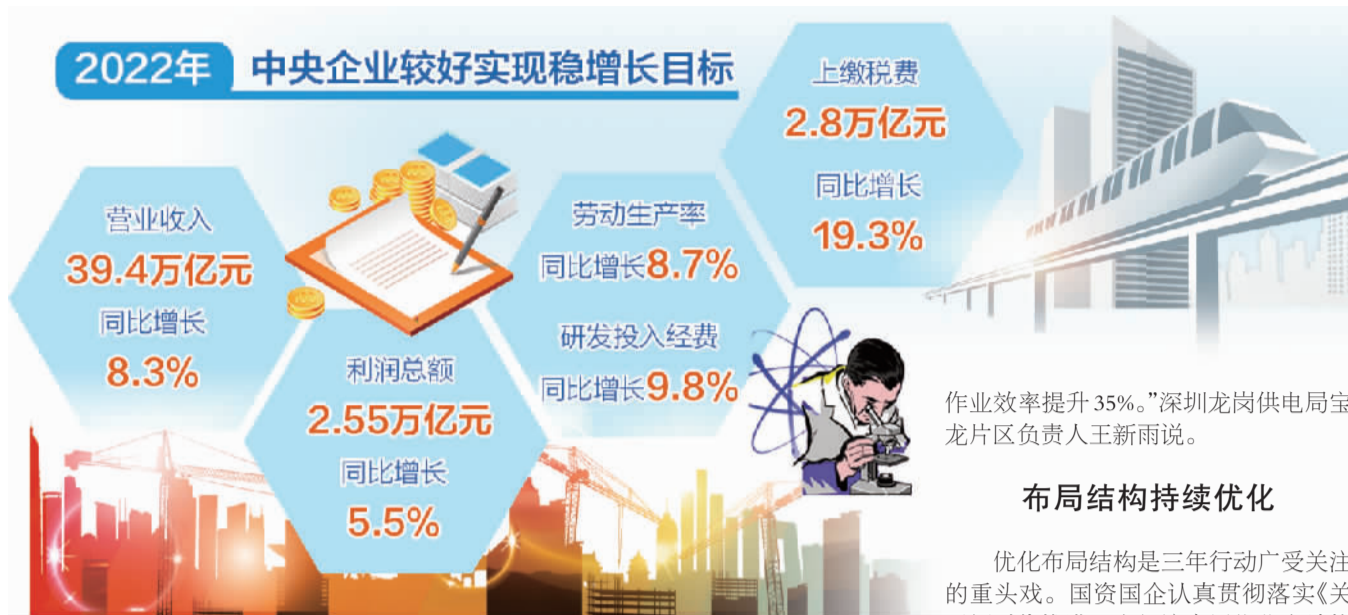 2022年 中央企业较好实现稳增长目标
营业收入
39.4万亿元
同比增长
8.3%
利润总额
2.55万亿元
同比增长
5.5%
劳动生产率
同比增长8.7%
研发投入经费
同比增长9.8%
上缴税费
2.8万亿元
同比增长
19.3%
作业效率提升35%。”深圳龙岗供电局宝
龙片区负责人王新雨说。
布局结构持续优化
优化布局结构是三年行动广受关注
的重头戏。国资国企认真贯彻落实《关